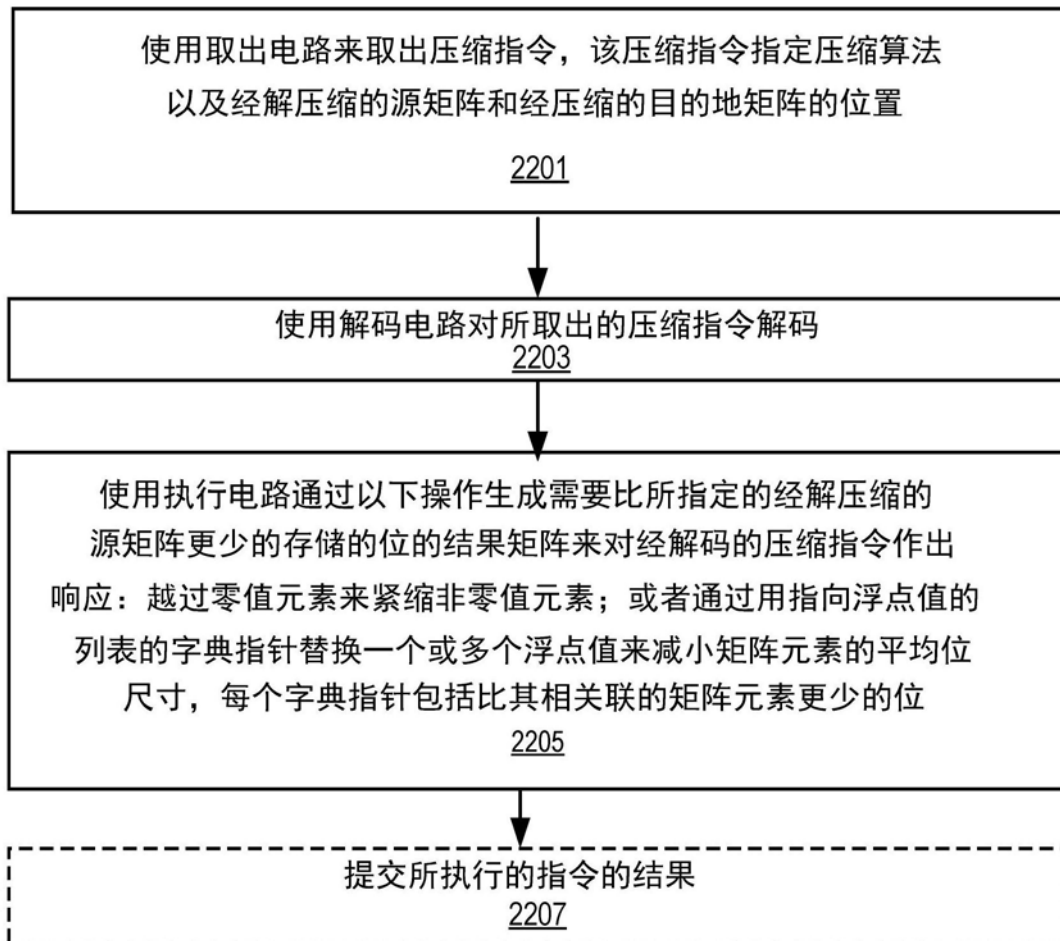 使用取出电路来取出压缩指令，该压缩指令指定压缩算法
以及经解压缩的源矩阵和经压缩的目的地矩阵的位置
2201
使用解码电路对所取出的压缩指令解码
2203
使用执行电路通过以下操作生成需要比所指定的经解压缩的
源矩阵更少的存储的位的结果矩阵来对经解码的压缩指令作出
响应：越过零值元素来紧缩非零值元素；或者通过用指向浮点值的
列表的字典指针替换一个或多个浮点值来减小矩阵元素的平均位
尺寸，每个字典指针包括比其相关联的矩阵元素更少的位
2205
提交所执行的指令的结果
2207